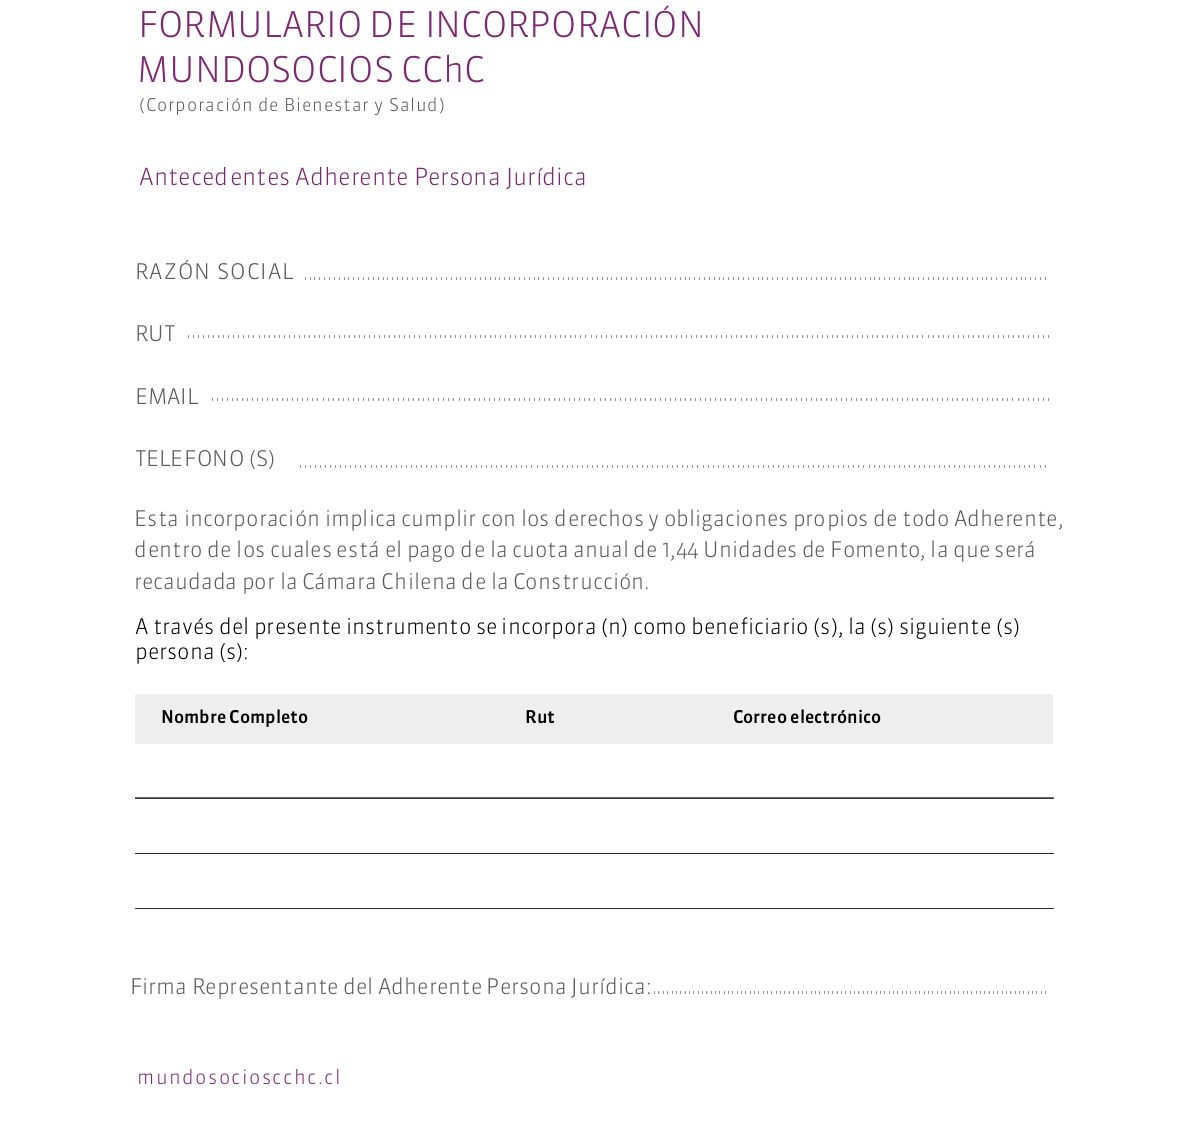 FORMULARIO DE INCORPORACIÓN
MUNDOSOCIOS CChC
(Corporación de Bienestar y Salud)
Antecedentes Adherente Persona Jurídica
RAZÓN SOCIAL
RUT
EMAIL
TELEFONO (S)
Esta incorporación implica cumplir con los derechos y obligaciones propios de todo Adherente,
dentro de los cuales está el pago de la cuota anual de 1,44 Unidades de Fomento, la que será
recaudada por la Cámara Chilena de la Construcción.
A través del presente instrumento se incorpora (n) como beneficiario (s), la (s) siguiente (s)
persona (s):
Nombre Completo Rut Correo electrónico
Firma Representante del Adherente Persona Jurídica:
mundosocioscchc.cl